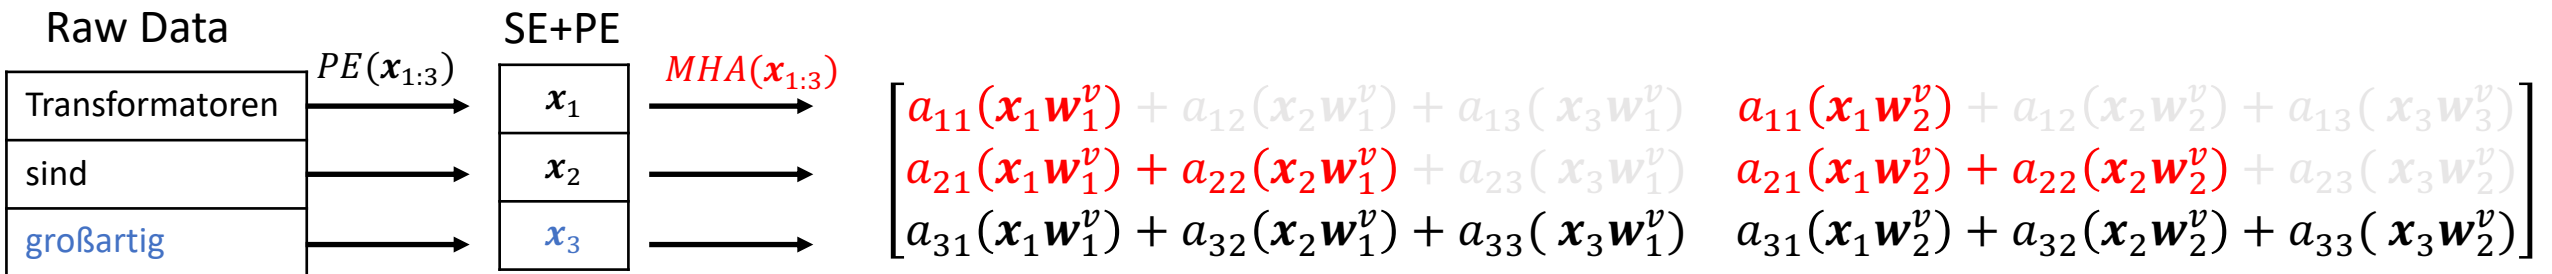 Raw Data SE+PE
PE(x₁:₃) MHA(x₁:₃)
Transformatoren x₁ a₁₁(x₁w₁ᵛ) + a₁₂(x₂w₁ᵛ) + a₁₃( x₃w₁ᵛ) a₁₁(x₁w₂ᵛ) + a₁₂(x₂w₂ᵛ) + a₁₃( x₃w₃ᵛ)
sind x₂ a₂₁(x₁w₁ᵛ) + a₂₂(x₂w₁ᵛ) + a₂₃( x₃w₁ᵛ) a₂₁(x₁w₂ᵛ) + a₂₂(x₂w₂ᵛ) + a₂₃( x₃w₂ᵛ)
großartig x₃ a₃₁(x₁w₁ᵛ) + a₃₂(x₂w₁ᵛ) + a₃₃( x₃w₁ᵛ) a₃₁(x₁w₂ᵛ) + a₃₂(x₂w₂ᵛ) + a₃₃( x₃w₂ᵛ)